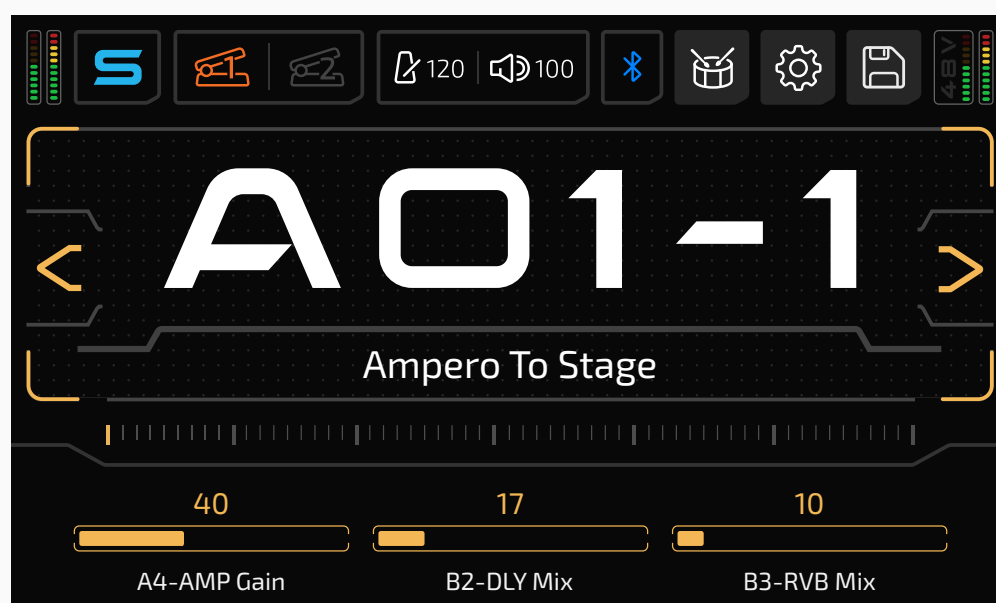 S 1 2 120 100 48V
A01-1
Ampero To Stage
40 17 10
A4-AMP Gain B2-DLY Mix B3-RVB Mix